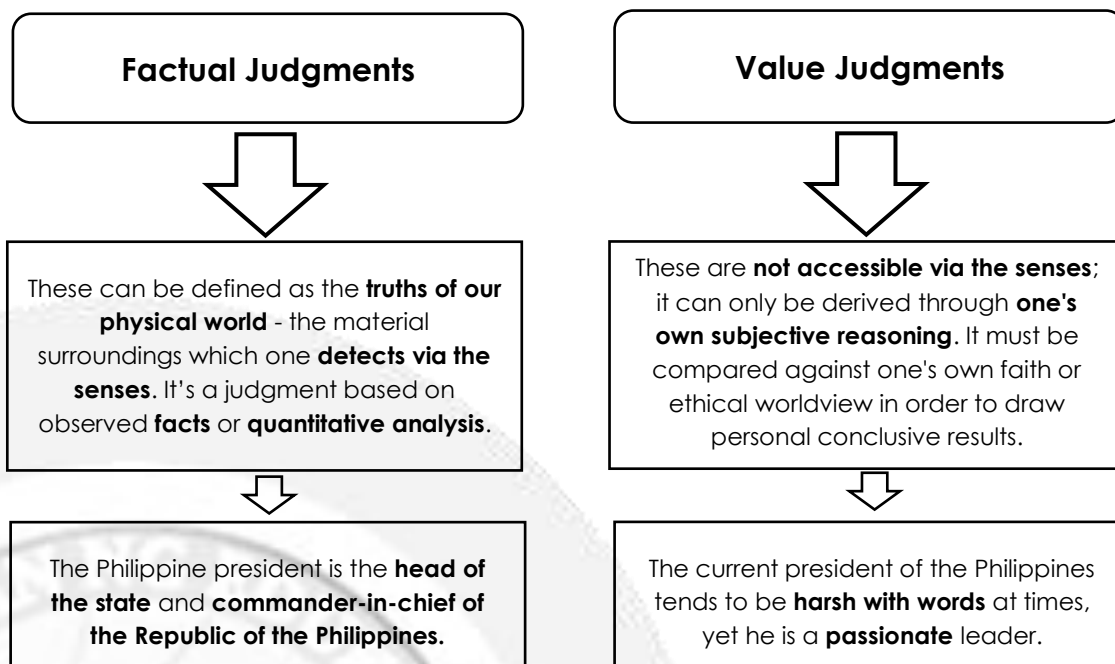 Factual Judgments
These can be defined as the truths of our
physical world - the material
surroundings which one detects via the
senses. It’s a judgment based on
observed facts or quantitative analysis.
The Philippine president is the head of
the state and commander-in-chief of
the Republic of the Philippines.
Value Judgments
These are not accessible via the senses;
it can only be derived through one's
own subjective reasoning. It must be
compared against one's own faith or
ethical worldview in order to draw
personal conclusive results.
The current president of the Philippines
tends to be harsh with words at times,
yet he is a passionate leader.